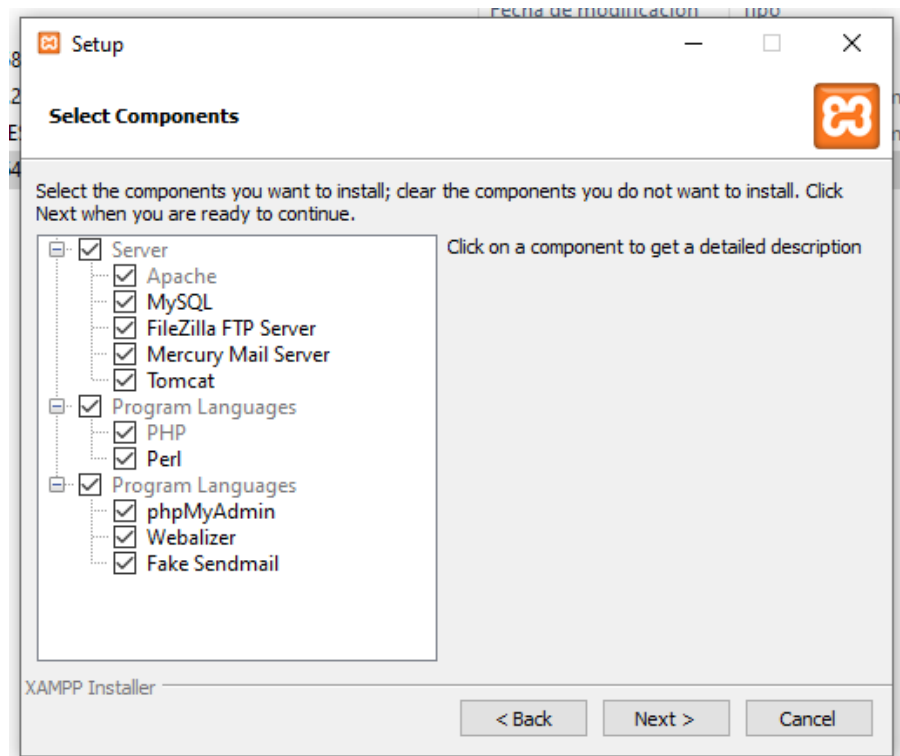 Fecha de modificación Tipo
Setup
Select Components
Select the components you want to install; clear the components you do not want to install. Click
Next when you are ready to continue.
Server
Apache
MySQL
FileZilla FTP Server
Mercury Mail Server
Tomcat
Program Languages
PHP
Perl
Program Languages
phpMyAdmin
Webalizer
Fake Sendmail
Click on a component to get a detailed description
XAMPP Installer
< Back
Next >
Cancel